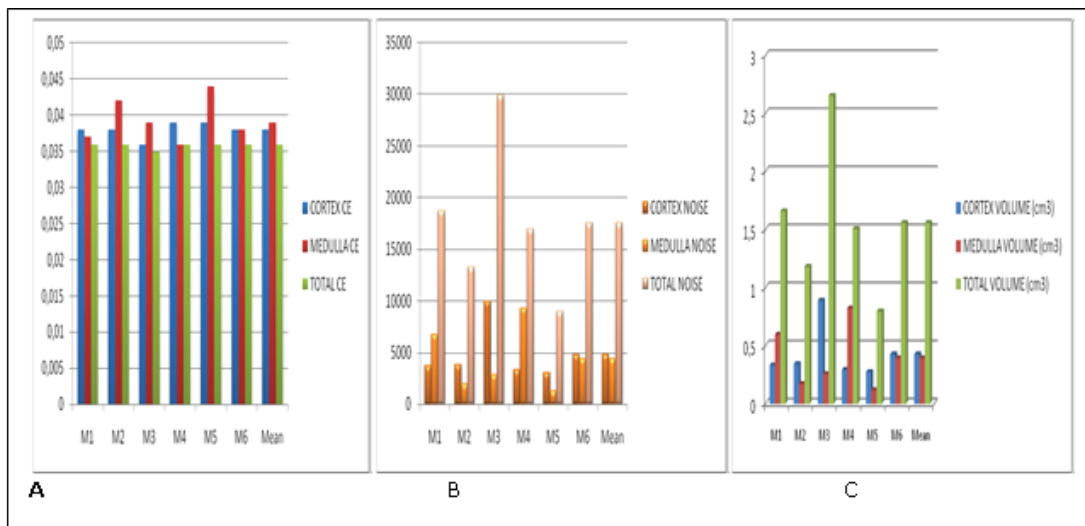 0,05
0,045
0,04
0,035
0,03
0,025
0,02
0,015
0,01
0,005
0
M1 M2 M3 M4 M5 M6 Mean
CORTEX CE
MEDULLA CE
TOTAL CE
A
35000
30000
25000
20000
15000
10000
5000
0
M1 M2 M3 M4 M5 M6 Mean
CORTEX NOISE
MEDULLA NOISE
TOTAL NOISE
B
3
2,5
2
1,5
1
0,5
0
M1 M2 M3 M4 M5 M6 Mean
CORTEX VOLUME (cm3)
MEDULLA VOLUME (cm3)
TOTAL VOLUME (cm3)
C